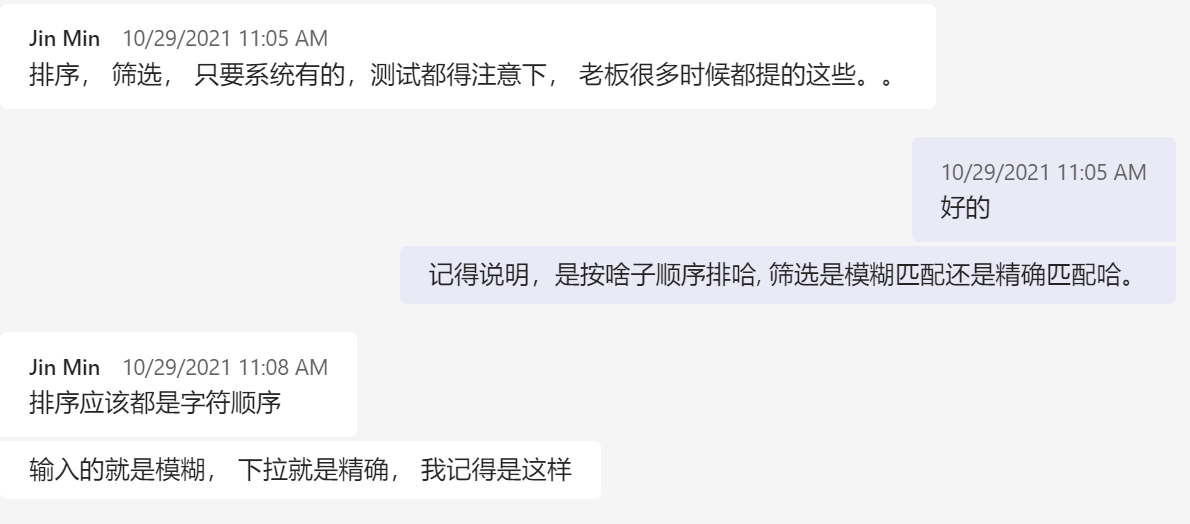 Jin Min 10/29/2021 11:05 AM
排序， 筛选， 只要系统有的，测试都得注意下， 老板很多时候都提的这些。。
10/29/2021 11:05 AM
好的
记得说明，是按啥子顺序排哈, 筛选是模糊匹配还是精确匹配哈。
Jin Min 10/29/2021 11:08 AM
排序应该都是字符顺序
输入的就是模糊， 下拉就是精确， 我记得是这样